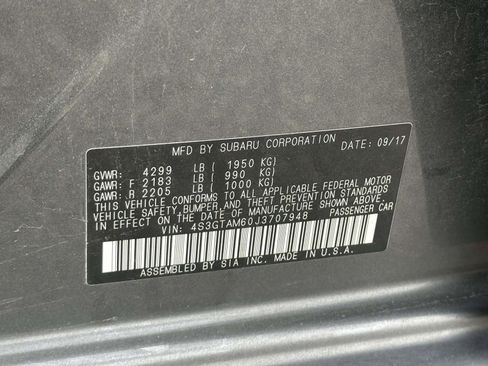 MFD BY SUBARU CORPORATION DATE: 09/17
GVWR: 4299 LB ( 1950 KG)
GAWR: F 2183 LB ( 990 KG)
GAWR: R 2205 LB ( 1000 KG)
THIS VEHICLE CONFORMS TO ALL APPLICABLE FEDERAL MOTOR
VEHICLE SAFETY,BUMPER, AND THEFT PREVENTION STANDARDS
IN EFFECT ON THE DATE OF MANUFACTURE SHOWN ABOVE.
VIN: 4S3GTAM60J3707948 PASSENGER CAR
ASSEMBLED BY SIA INC. MADE IN U.S.A.